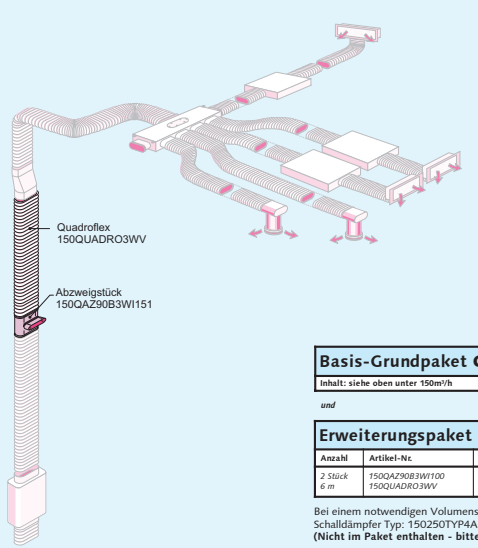 Quadroflex
150QUADRO3WV
Abzweigstück
150QAZ90B3WI151
Basis-Grundpaket
Inhalt: siehe oben unter 150m³/h
und
Erweiterungspaket
Anzahl Artikel-Nr.
2 Stück 150QAZ90B3WI100
6 m 150QUADRO3WV
Bei einem notwendigen Volumens
Schalldämpfer Typ: 150250TYP4A
(Nicht im Paket enthalten - bitte